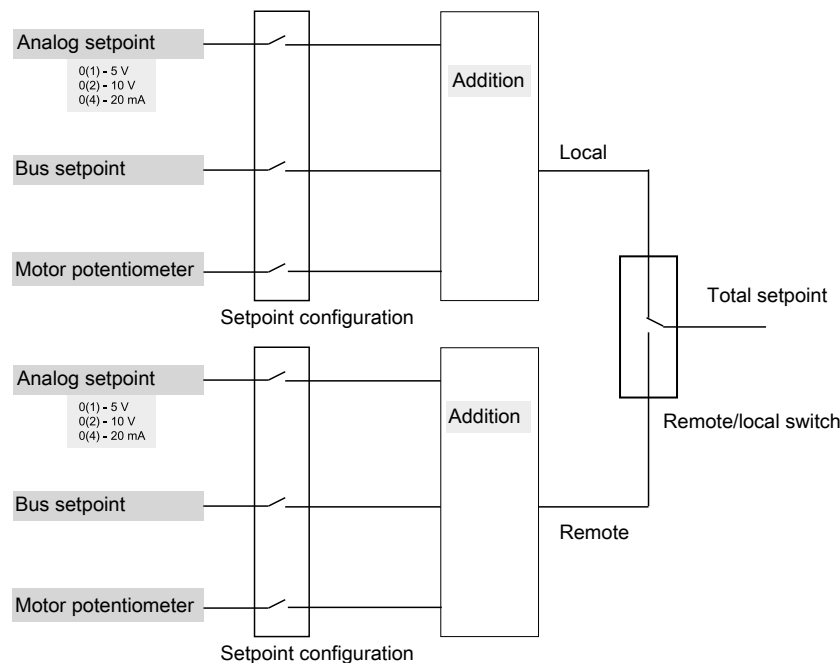 Analog setpoint
0(1) - 5 V
0(2) - 10 V
0(4) - 20 mA
Addition
Bus setpoint
Local
Motor potentiometer
Setpoint configuration
Total setpoint
Analog setpoint
0(1) - 5 V
0(2) - 10 V
0(4) - 20 mA
Addition
Remote/local switch
Bus setpoint
Remote
Motor potentiometer
Setpoint configuration